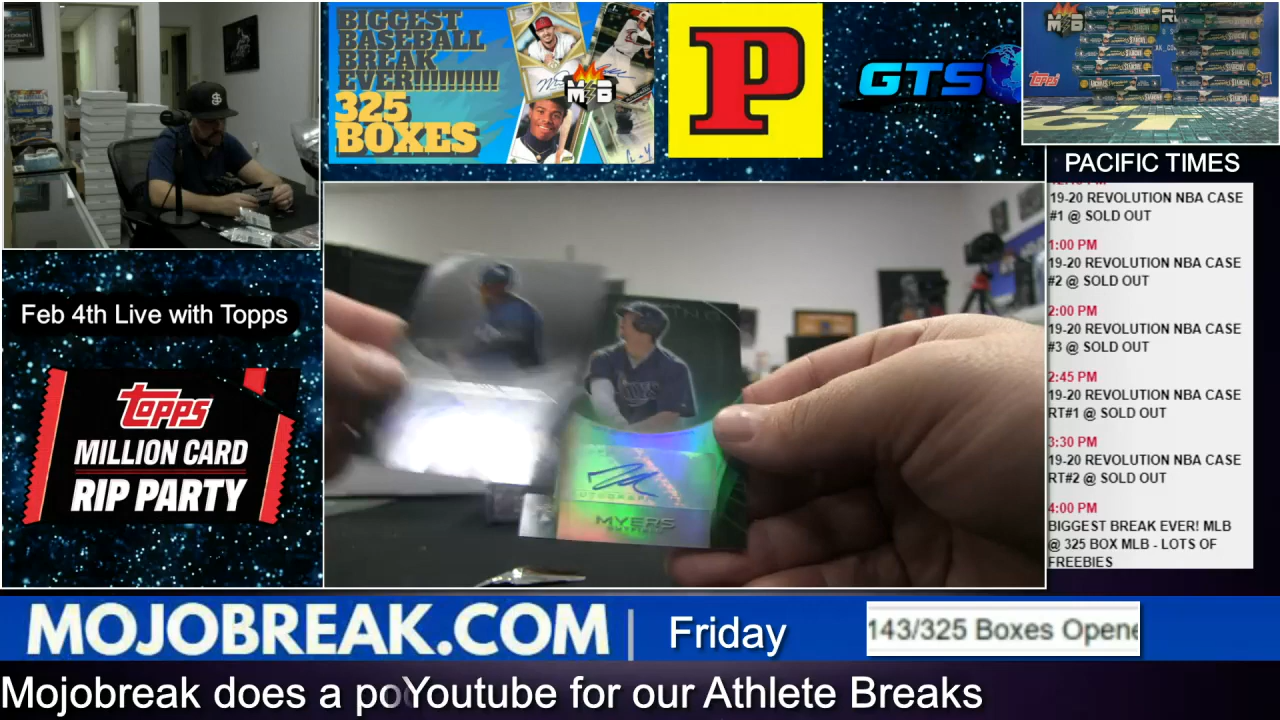 BIGGEST
BASEBALL
BREAK
EVER!!!!!!!!!!!
325
BOXES
M B
P
GTS
M B
topps
PACIFIC TIMES
19-20 REVOLUTION NBA CASE
#1 @ SOLD OUT
1:00 PM
19-20 REVOLUTION NBA CASE
#2 @ SOLD OUT
2:00 PM
19-20 REVOLUTION NBA CASE
#3 @ SOLD OUT
2:45 PM
19-20 REVOLUTION NBA CASE
RT#1 @ SOLD OUT
3:30 PM
19-20 REVOLUTION NBA CASE
RT#2 @ SOLD OUT
4:00 PM
BIGGEST BREAK EVER! MLB
@ 325 BOX MLB - LOTS OF
FREEBIES
Feb 4th Live with Topps
topps
MILLION CARD
RIP PARTY
MYERS
MOJOBREAK.COM
Friday
143/325 Boxes Opene
Mojobreak does a po Youtube for our Athlete Breaks